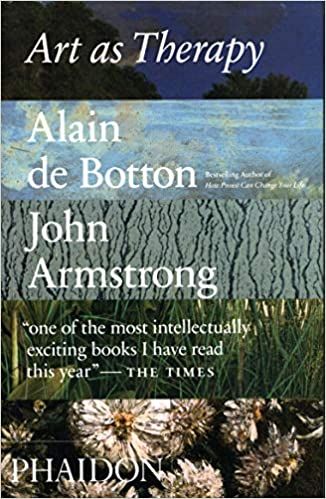 Art as Therapy
Alain
de Botton
Bestselling Author of
How Proust Can Change Your Life
John
Armstrong
“one of the most intellectually
exciting books I have read
this year”— THE TIMES
PHAIDON